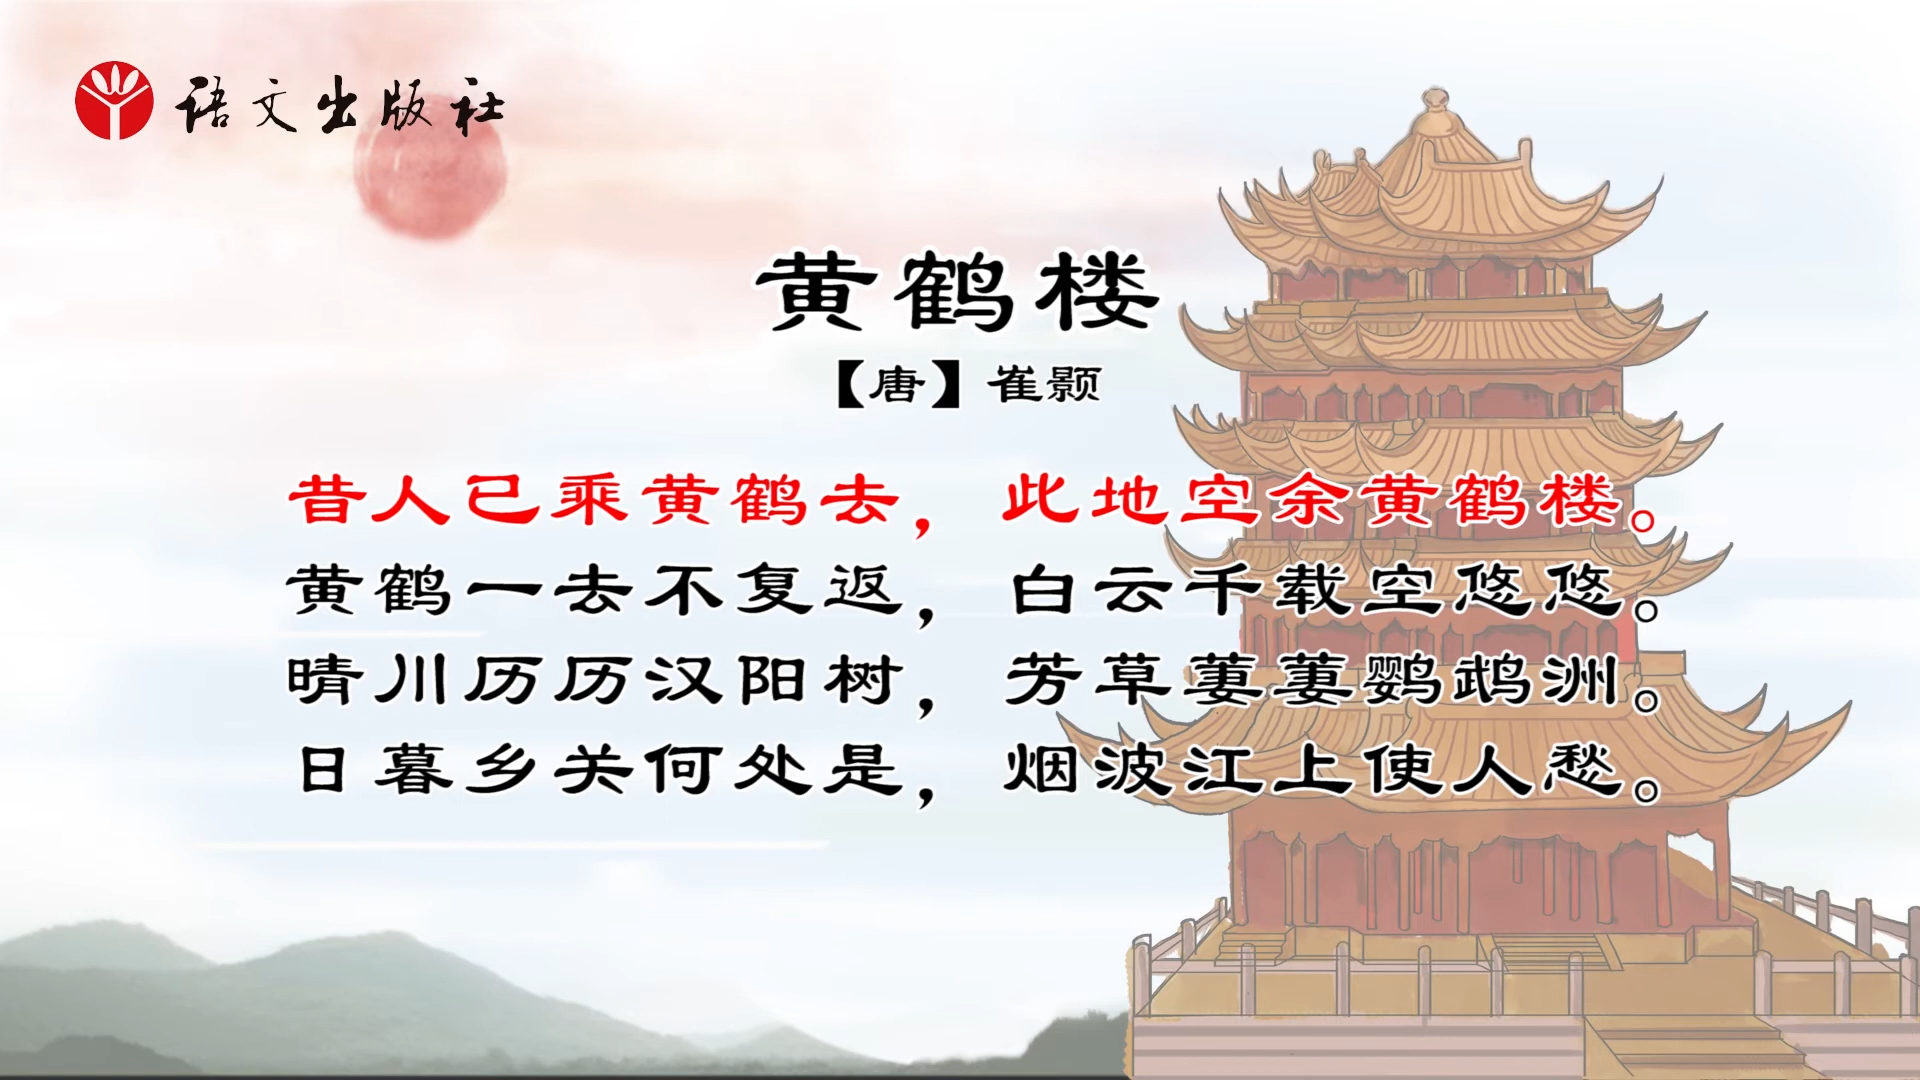 语文出版社
黄鹤楼
【唐】崔颢
昔人已乘黄鹤去，此地空余黄鹤楼。
黄鹤一去不复返，白云千载空悠悠。
晴川历历汉阳树，芳草萋萋鹦鹉洲。
日暮乡关何处是，烟波江上使人愁。